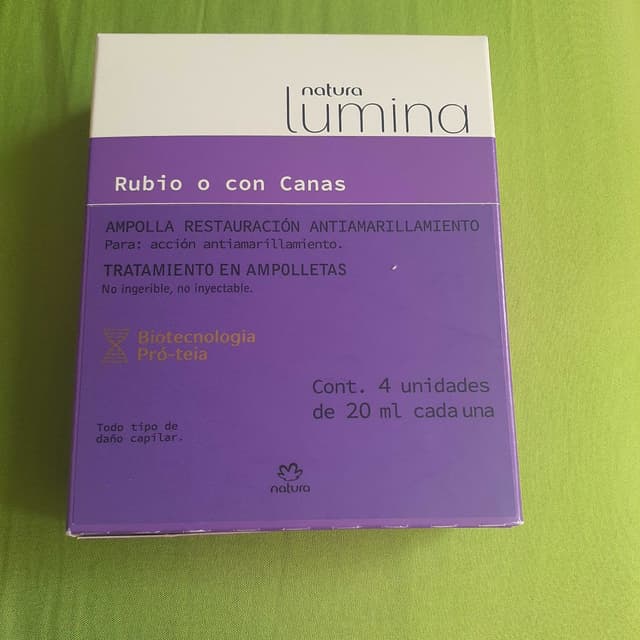 natura
lumina
Rubio o con Canas
AMPOLLA RESTAURACIÓN ANTIAMARILLAMIENTO
Para: acción antiamarillamiento.
TRATAMIENTO EN AMPOLLETAS
No ingerible, no inyectable.
Biotecnologia
Pró-teia
Cont. 4 unidades
de 20 ml cada una
Todo tipo de
daño capilar.
natura